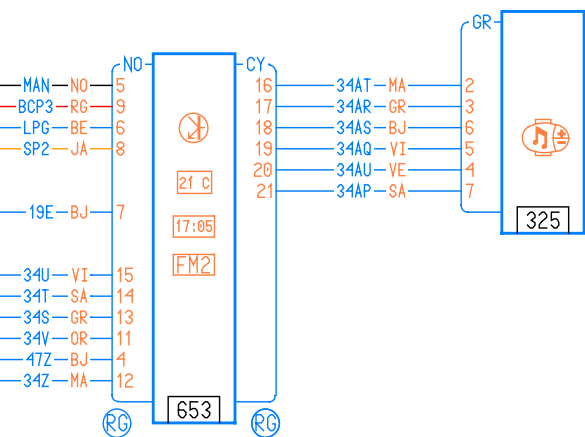 GR
NO CY
MAN NO 5 16 34AT MA 2
BCP3 RG 9 17 34AR GR 3
LPG BE 6 18 34AS BJ 6
SP2 JA 8 19 34AQ VI 5
20 34AU VE 4
21 C 21 34AP SA 7
19E BJ 7 325
17:05
FM2
34U VI 15
34T SA 14
34S GR 13
34V OR 11
47Z BJ 4
34Z MA 12
653
RG RG